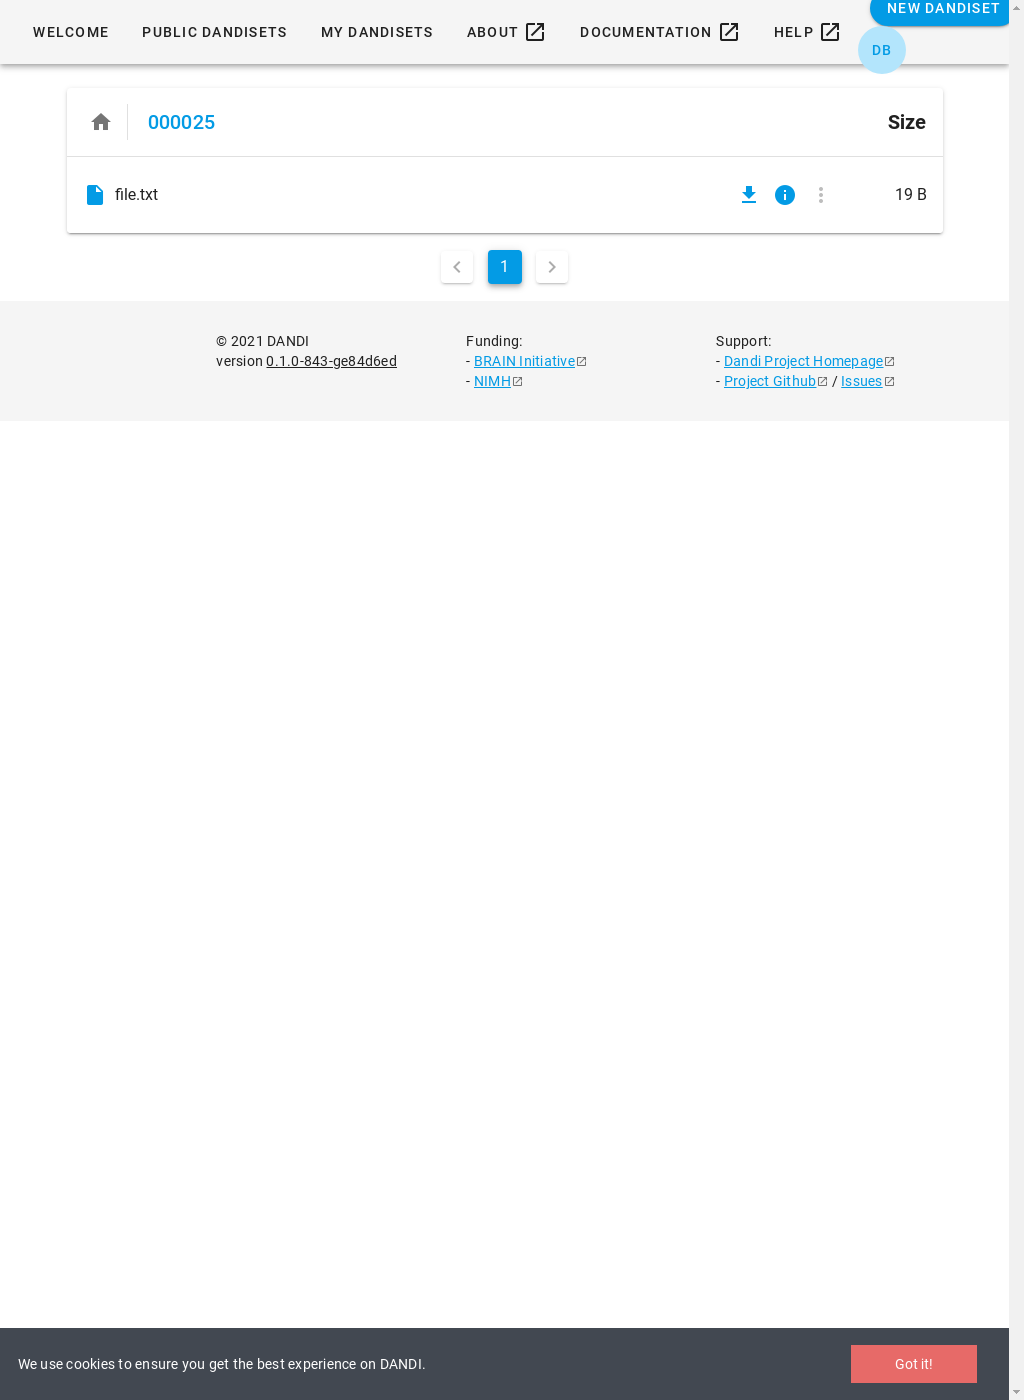 NEW DANDISET
WELCOME PUBLIC DANDISETS MY DANDISETS ABOUT DOCUMENTATION HELP
DB
000025 Size
file.txt 19 B
1
© 2021 DANDI
version 0.1.0-843-ge84d6ed
Funding:
- BRAIN Initiative
- NIMH
Support:
- Dandi Project Homepage
- Project Github / Issues
We use cookies to ensure you get the best experience on DANDI. Got it!